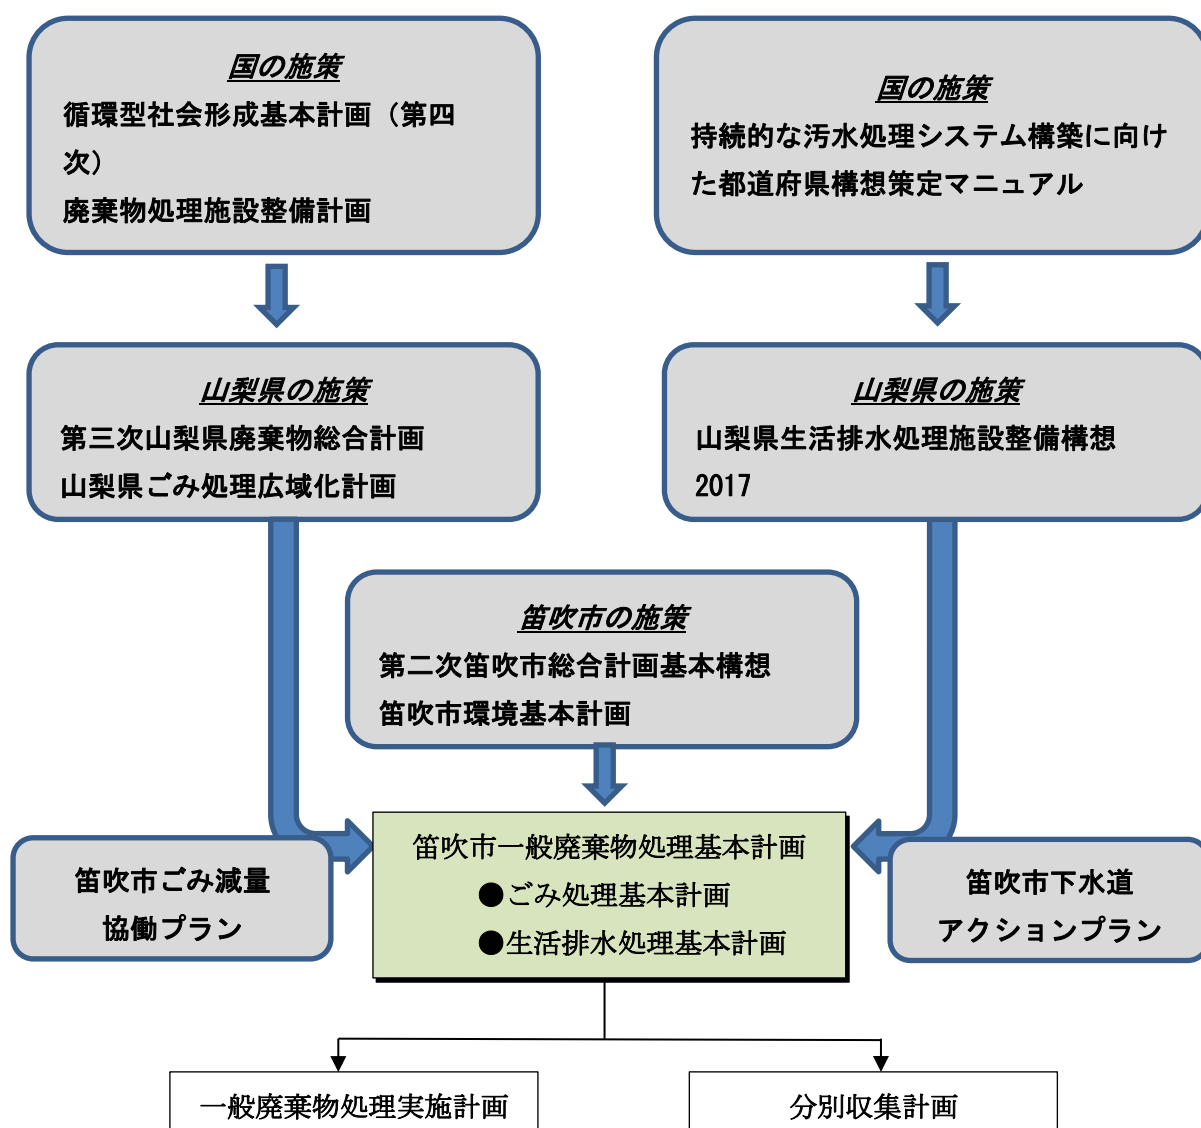 国の施策
循環型社会形成基本計画（第四
次）
廃棄物処理施設整備計画
国の施策
持続的な汚水処理システム構築に向け
た都道府県構想策定マニュアル
山梨県の施策
第三次山梨県廃棄物総合計画
山梨県ごみ処理広域化計画
山梨県の施策
山梨県生活排水処理施設整備構想
2017
笛吹市の施策
第二次笛吹市総合計画基本構想
笛吹市環境基本計画
笛吹市ごみ減量
協働プラン
笛吹市一般廃棄物処理基本計画
●ごみ処理基本計画
●生活排水処理基本計画
笛吹市下水道
アクションプラン
一般廃棄物処理実施計画
分別収集計画